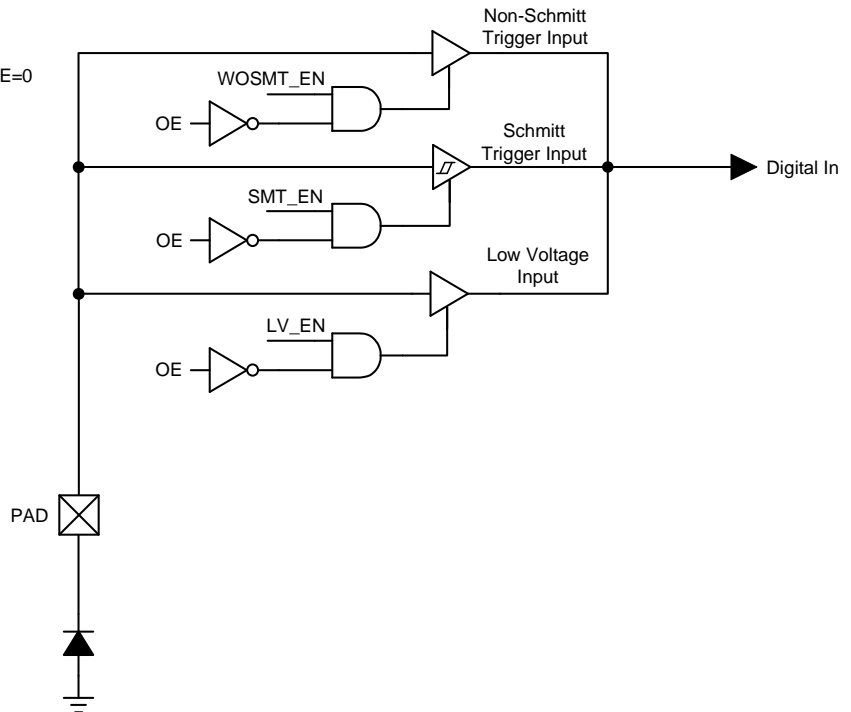 Non-Schmitt
Trigger Input
E=0
WOSMT_EN
OE
Schmitt
Trigger Input
Digital In
SMT_EN
OE
Low Voltage
Input
LV_EN
OE
PAD